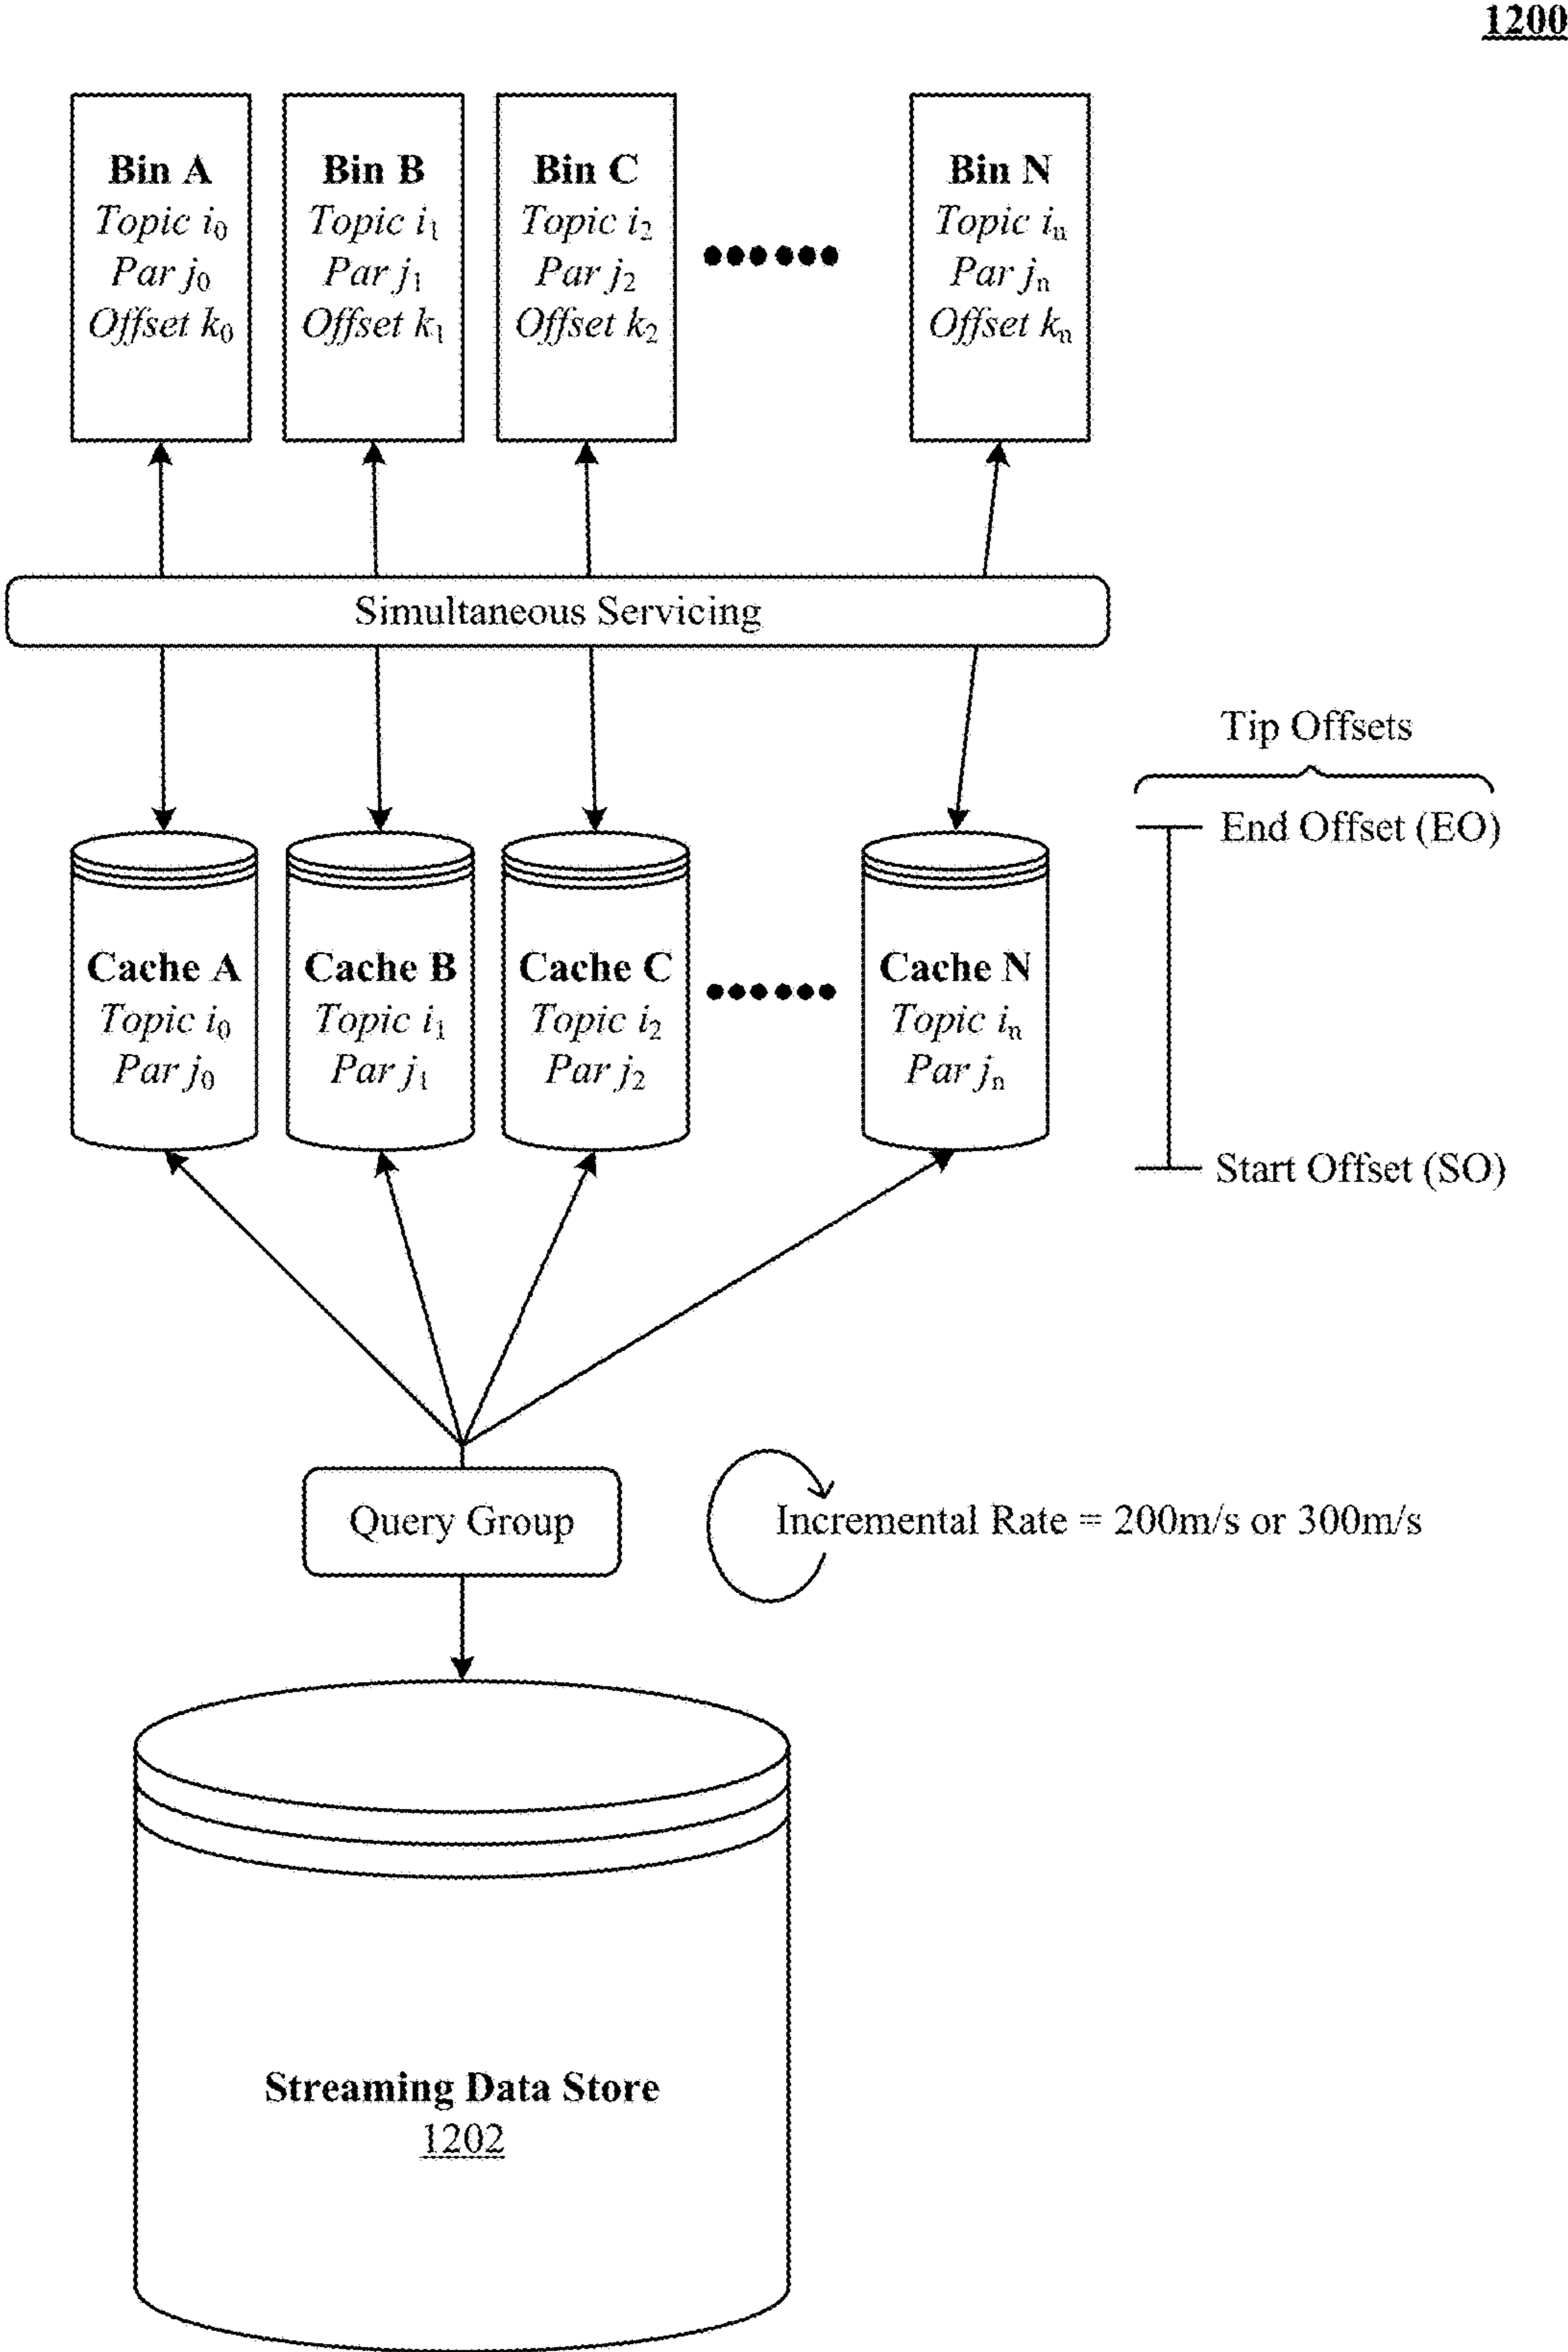 1200
Bin A
Topic i₀
Par j₀
Offset k₀
Bin B
Topic i₁
Par j₁
Offset k₁
Bin C
Topic i₂
Par j₂
Offset k₂
Bin N
Topic iₙ
Par jₙ
Offset kₙ
Simultaneous Servicing
Tip Offsets
End Offset (EO)
Start Offset (SO)
Cache A
Topic i₀
Par j₀
Cache B
Topic i₁
Par j₁
Cache C
Topic i₂
Par j₂
Cache N
Topic iₙ
Par jₙ
Query Group
Incremental Rate = 200m/s or 300m/s
Streaming Data Store
1202